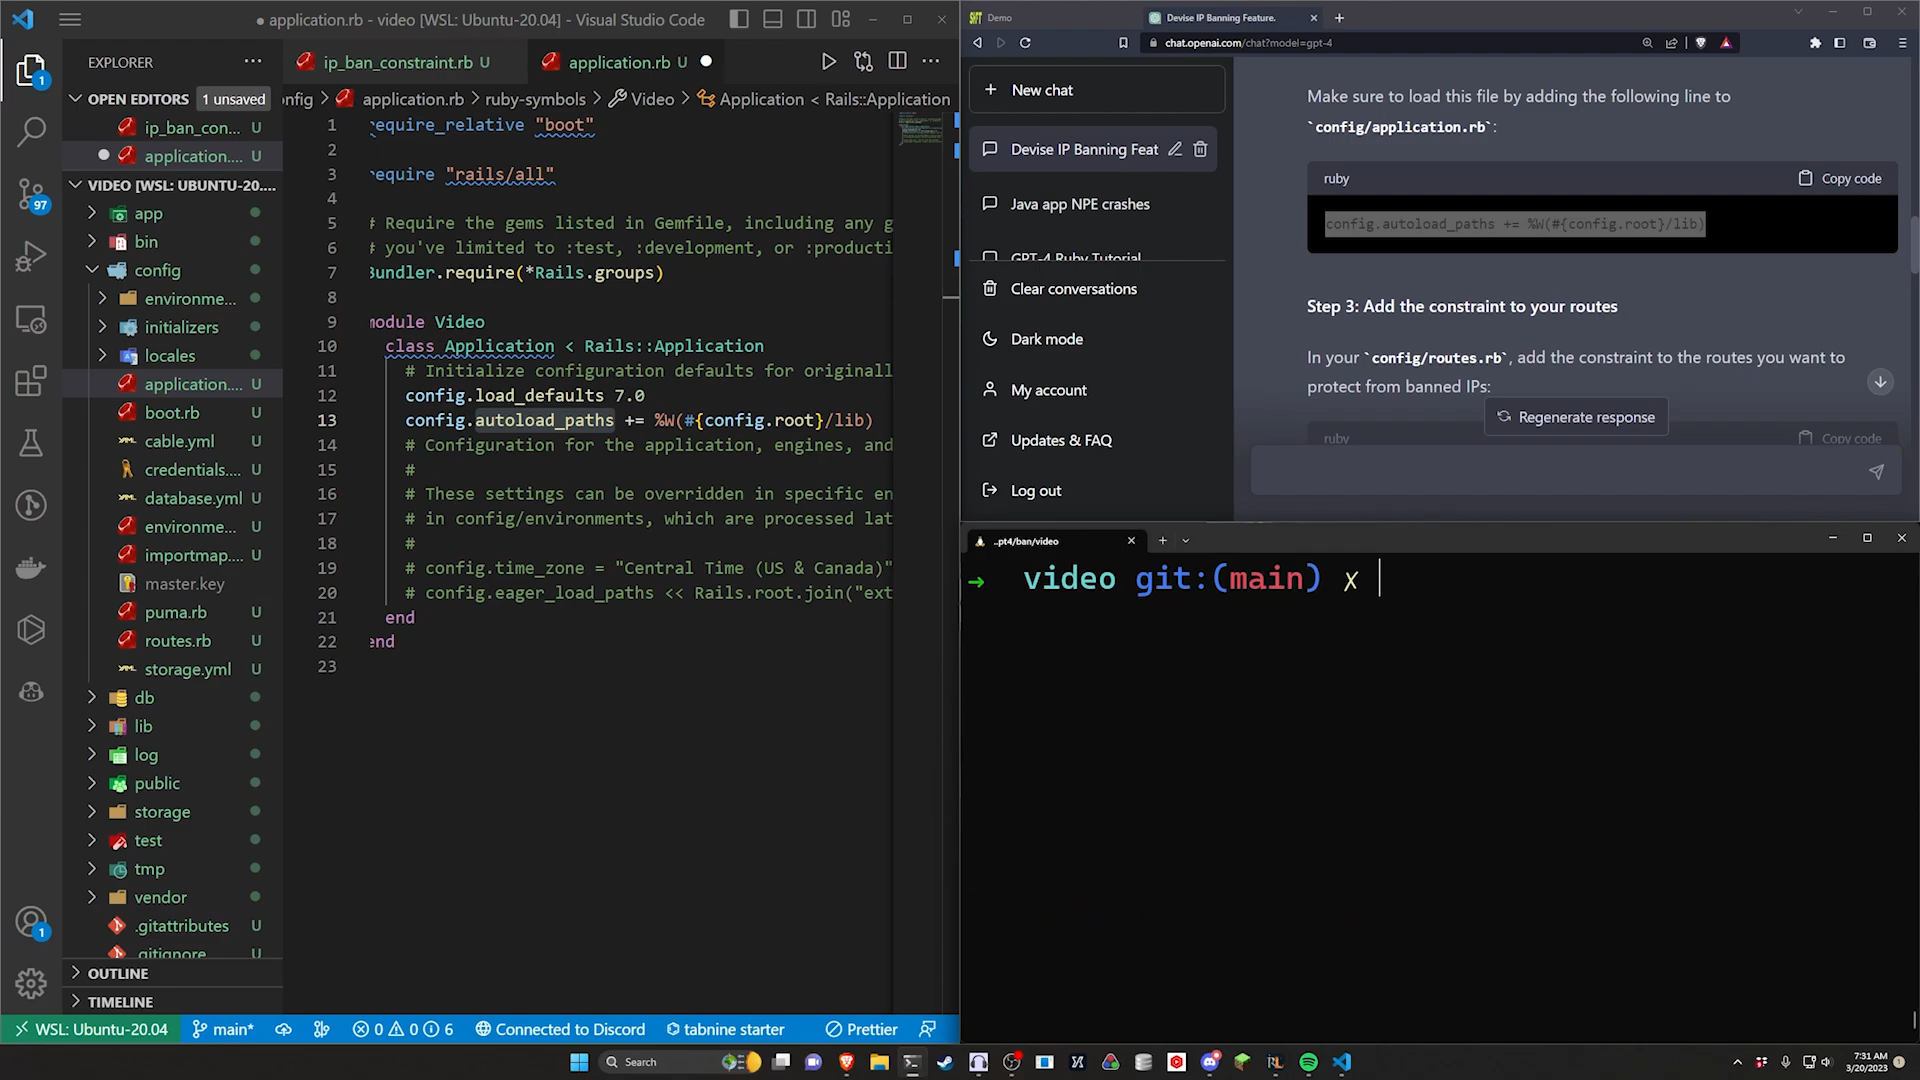 application.rb - video [WSL: Ubuntu-20.04] - Visual Studio Code
EXPLORER
OPEN EDITORS
1 unsaved
ip_ban_con... U
application.... U
VIDEO [WSL: UBUNTU-20....
app
bin
config
environme...
initializers
locales
application.... U
boot.rb U
cable.yml U
credentials.... U
database.yml U
environme... U
importmap.... U
master.key
puma.rb U
routes.rb U
storage.yml U
db
lib
log
public
storage
test
tmp
vendor
.gitattributes U
.gitignore
OUTLINE
TIMELINE
1
97
1
ip_ban_constraint.rb U
application.rb U
onfig > application.rb > ruby-symbols > Video > Application < Rails::Application
1 require_relative "boot"
2
3 require "rails/all"
4
5 # Require the gems listed in Gemfile, including any g
6 # you've limited to :test, :development, or :producti
7 Bundler.require(*Rails.groups)
8
9 module Video
10 class Application < Rails::Application
11 # Initialize configuration defaults for originall
12 config.load_defaults 7.0
13 config.autoload_paths += %W(#{config.root}/lib)
14 # Configuration for the application, engines, and
15 #
16 # These settings can be overridden in specific en
17 # in config/environments, which are processed lat
18 #
19 # config.time_zone = "Central Time (US & Canada)"
20 # config.eager_load_paths << Rails.root.join("ext
21 end
22 end
23
WSL: Ubuntu-20.04
main*
0 0 6
Connected to Discord
tabnine starter
Prettier
Demo
Devise IP Banning Feature.
chat.openai.com/chat?model=gpt-4
New chat
Devise IP Banning Feat
Java app NPE crashes
GPT-4 Ruby Tutorial
Clear conversations
Dark mode
My account
Updates & FAQ
Log out
Make sure to load this file by adding the following line to
`config/application.rb`:
ruby
Copy code
config.autoload_paths += %W(#{config.root}/lib)
Step 3: Add the constraint to your routes
In your `config/routes.rb`, add the constraint to the routes you want to
protect from banned IPs:
Regenerate response
ruby
Copy code
..pt4/ban/video
→ video git:(main) x
Search
7:31 AM
3/20/2023